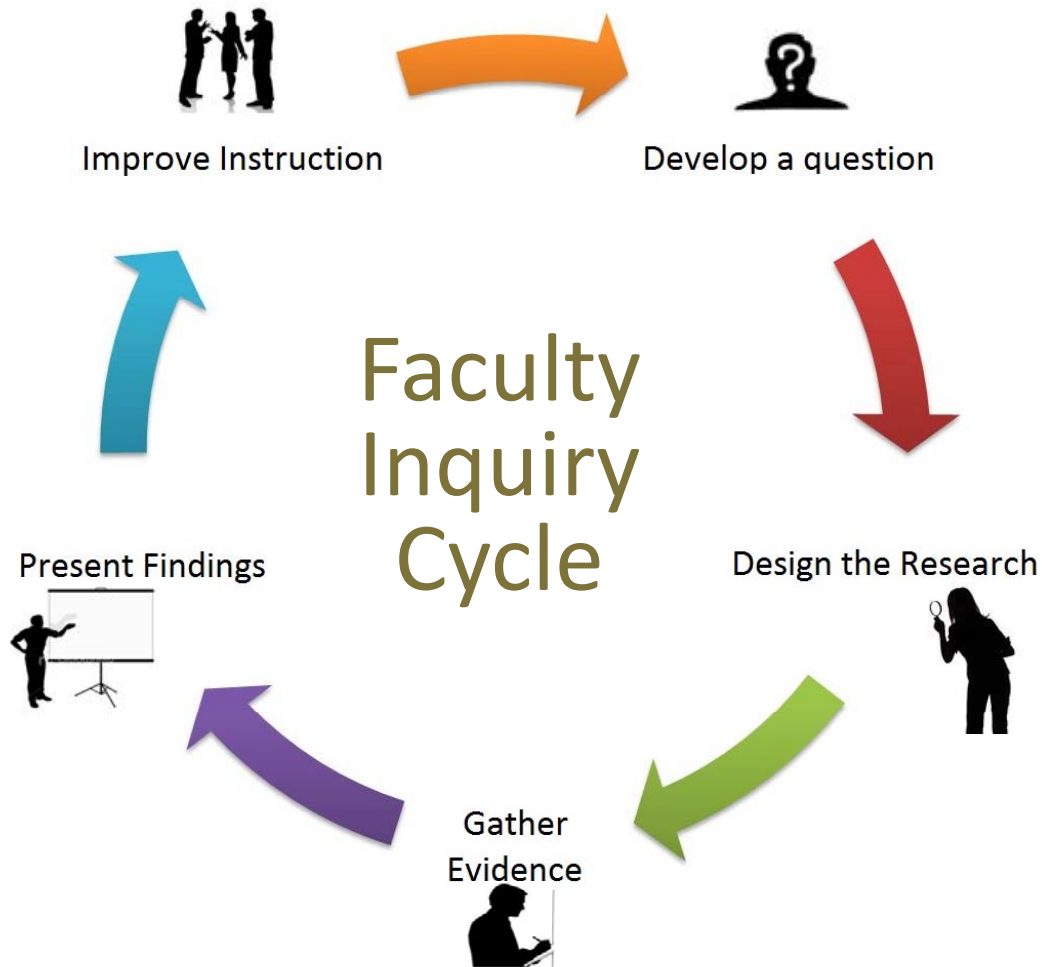 Improve Instruction
Develop a question
Faculty
Inquiry
Cycle
Present Findings
Design the Research
Gather
Evidence
?